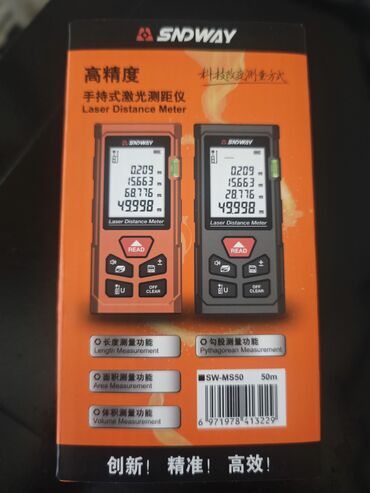 SNDWAY
高精度
科技改变测量方式
手持式激光测距仪
Laser Distance Meter
SNDWAY
0.209
15.663
68.776
49.998
Laser Distance Meter
READ
U
OFF
CLEAR
SNDWAY
0.209
15.663
28.776
49.998
Laser Distance Meter
READ
U
OFF
CLEAR
长度测量功能
Length Measurement
勾股测量功能
Pythagorean Measurement
面积测量功能
Area Measurement
SW-MS50 50m
体积测量功能
Volume Measurement
6 971978 413229
创新! 精准! 高效!